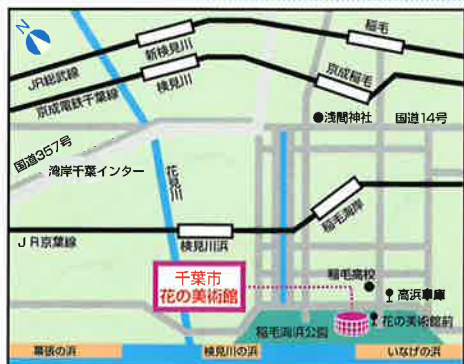 N
新検見川
稲毛
JR総武線
検見川
京成稲毛
京成電鉄千葉線
浅間神社
国道14号
国道357号
湾岸千葉インター
花見川
稲毛海岸
JR京葉線
検見川浜
千葉市
花の美術館
稲毛高校
高浜車庫
花の美術館前
稲毛海浜公園
幕張の浜
検見川の浜
いなげの浜